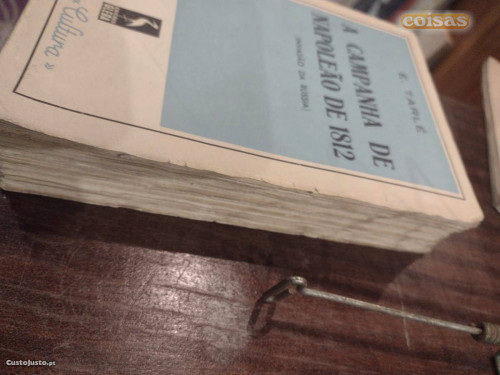 E. TARLÉ
A CAMPANHA DE
NAPOLEÃO DE 1812
(INVASÃO DA RÚSSIA)
«Cultura»
coisas
CustoJusto.pt